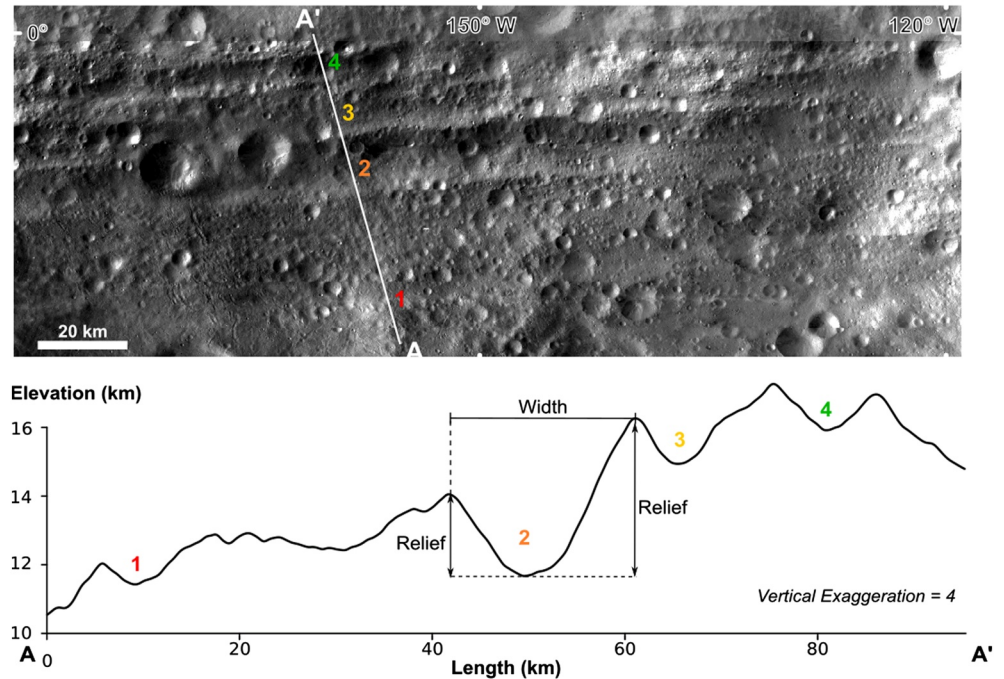 A'
0°
150° W
120° W
4
3
2
1
20 km
A
Elevation (km)
Width
16
14
12
10
1
2
3
4
Relief
Relief
Vertical Exaggeration = 4
A
0
20
40
60
80
A'
Length (km)